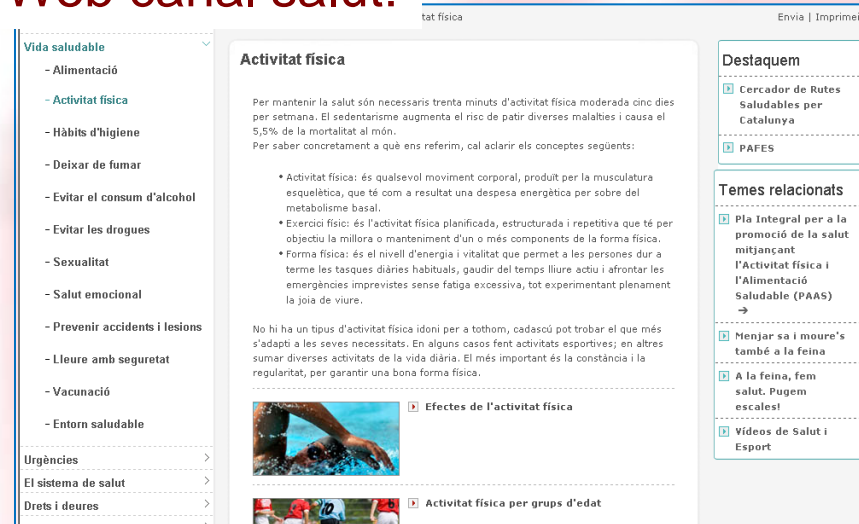 Web canal salut:
tat física
Envia | Imprimei
Vida saludable
- Alimentació
- Activitat física
- Hàbits d'higiene
- Deixar de fumar
- Evitar el consum d'alcohol
- Evitar les drogues
- Sexualitat
- Salut emocional
- Prevenir accidents i lesions
- Lleure amb seguretat
- Vacunació
- Entorn saludable
Urgències
El sistema de salut
Drets i deures
Activitat física
Per mantenir la salut són necessaris trenta minuts d'activitat física moderada cinc dies
per setmana. El sedentarisme augmenta el risc de patir diverses malalties i causa el
5,5% de la mortalitat al món.
Per saber concretament a què ens referim, cal aclarir els conceptes següents:
• Activitat física: és qualsevol moviment corporal, produït per la musculatura
esquelètica, que té com a resultat una despesa energètica per sobre del
metabolisme basal.
• Exercici físic: és l'activitat física planificada, estructurada i repetitiva que té per
objectiu la millora o manteniment d'un o més components de la forma física.
• Forma física: és el nivell d'energia i vitalitat que permet a les persones dur a
terme les tasques diàries habituals, gaudir del temps lliure actiu i afrontar les
emergències imprevistes sense fatiga excessiva, tot experimentant plenament
la joia de viure.
No hi ha un tipus d'activitat física idoni per a tothom, cadascú pot trobar el que més
s'adapti a les seves necessitats. En alguns casos fent activitats esportives; en altres
sumar diverses activitats de la vida diària. El més important és la constància i la
regularitat, per garantir una bona forma física.
Efectes de l'activitat física
Activitat física per grups d'edat
Destaquem
Cercador de Rutes
Saludables per
Catalunya
PAFES
Temes relacionats
Pla Integral per a la
promoció de la salut
mitjançant
l'Activitat física i
l'Alimentació
Saludable (PAAS)
→
Menjar sa i moure's
també a la feina
A la feina, fem
salut. Pugem
escales!
Vídeos de Salut i
Esport